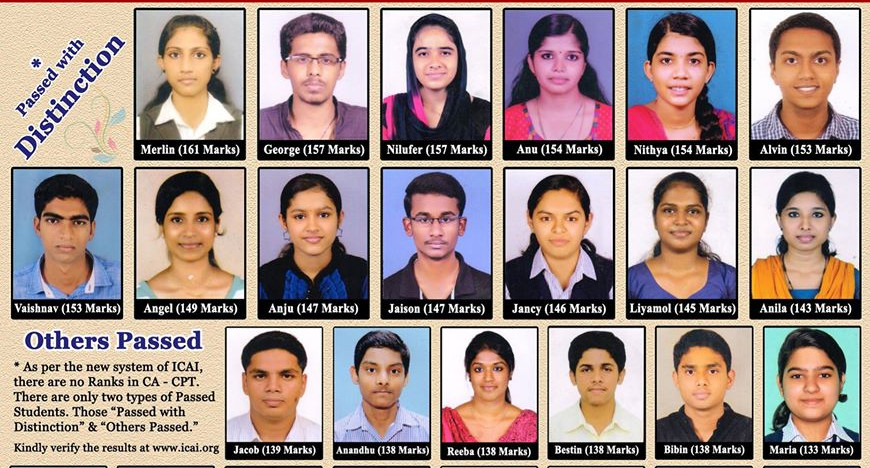 *
Passed with
Distinction
Merlin (161 Marks)
George (157 Marks)
Nilufer (157 Marks)
Anu (154 Marks)
Nithya (154 Marks)
Alvin (153 Marks)
Vaishnav (153 Marks)
Angel (149 Marks)
Anju (147 Marks)
Jaison (147 Marks)
Jancy (146 Marks)
Liyamol (145 Marks)
Anila (143 Marks)
Others Passed
* As per the new system of ICAI,
there are no Ranks in CA - CPT.
There are only two types of Passed
Students. Those “Passed with
Distinction” & “Others Passed.”
Kindly verify the results at www.icai.org
Jacob (139 Marks)
Anandhu (138 Marks)
Reeba (138 Marks)
Bestin (138 Marks)
Bibin (138 Marks)
Maria (133 Marks)